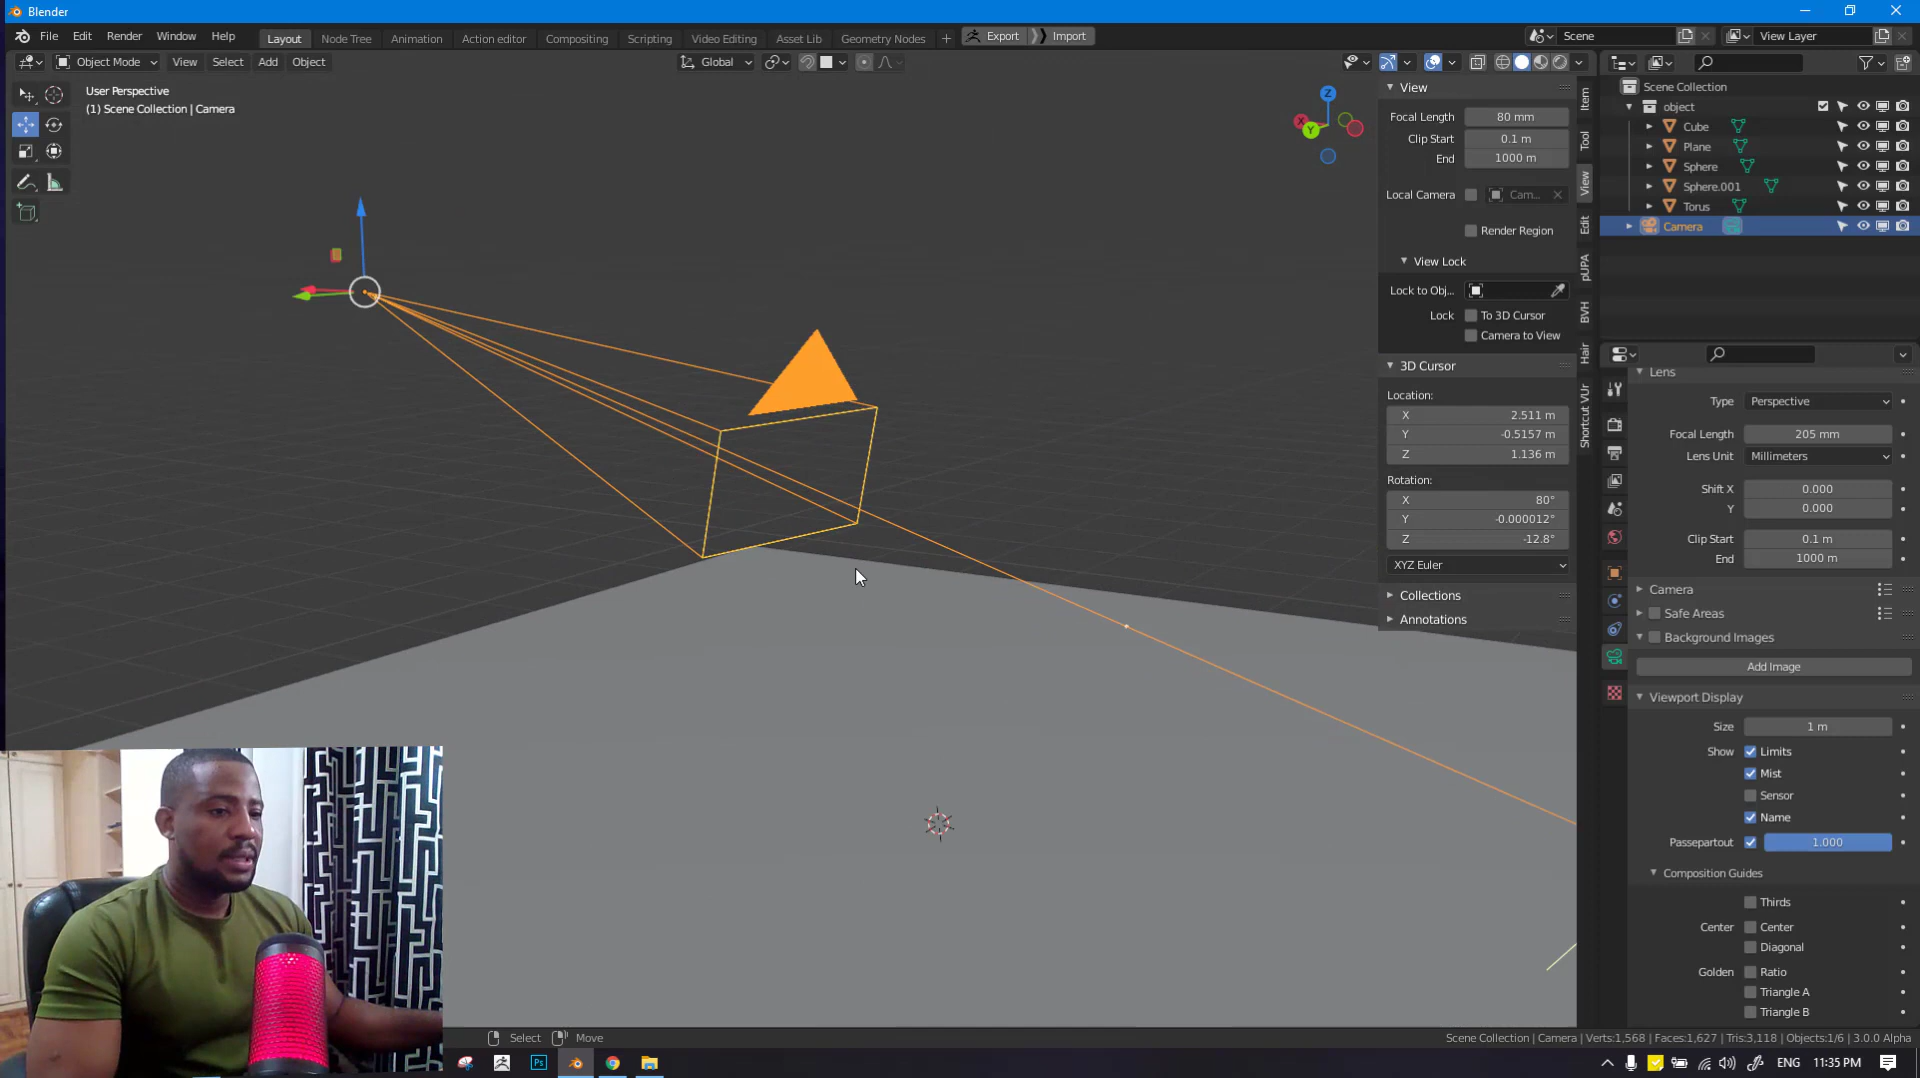 Blender
File Edit Render Window Help
Layout Node Tree Animation Action editor Compositing Scripting Video Editing Asset Lib Geometry Nodes + Export Import
Scene View Layer
Object Mode View Select Add Object
Global
User Perspective
(1) Scene Collection | Camera
Z
X
Y
View
Focal Length 80 mm
Clip Start 0.1 m
End 1000 m
Local Camera Cam...
Render Region
View Lock
Lock to Obj...
Lock To 3D Cursor
Camera to View
3D Cursor
Location:
X 2.511 m
Y -0.5157 m
Z 1.136 m
Rotation:
X 80°
Y -0.000012°
Z -12.8°
XYZ Euler
Collections
Annotations
Item
Tool
View
Edit
pUPA
BVH
Hair
Shortcut VUr
Scene Collection
object
Cube
Plane
Sphere
Sphere.001
Torus
Camera
Lens
Type Perspective
Focal Length 205 mm
Lens Unit Millimeters
Shift X 0.000
Y 0.000
Clip Start 0.1 m
End 1000 m
Camera
Safe Areas
Background Images
Add Image
Viewport Display
Size 1 m
Show Limits
Mist
Sensor
Name
Passepartout 1.000
Composition Guides
Thirds
Center Center
Diagonal
Golden Ratio
Triangle A
Triangle B
Select Move
Scene Collection | Camera | Verts:1,568 | Faces:1,627 | Tris:3,118 | Objects:1/6 | 3.0.0 Alpha
Ps
ENG 11:35 PM